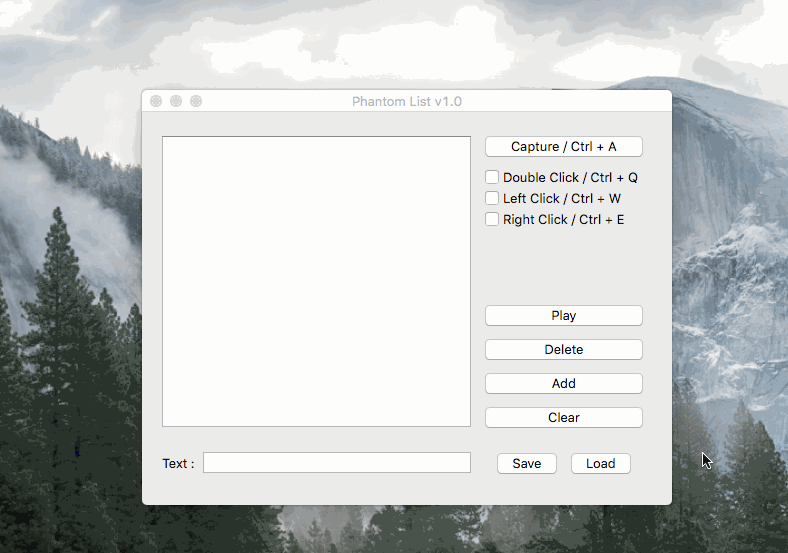 Phantom List v1.0
Capture / Ctrl + A
Double Click / Ctrl + Q
Left Click / Ctrl + W
Right Click / Ctrl + E
Play
Delete
Add
Clear
Text :
Save
Load